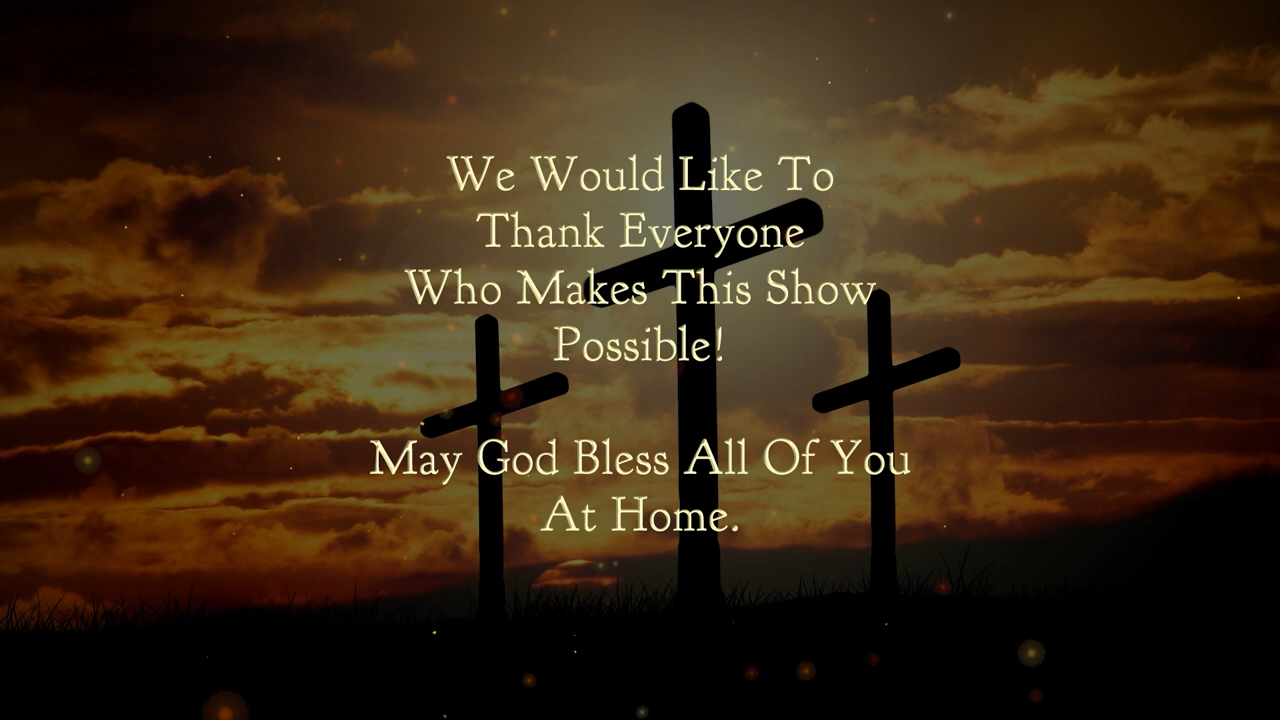 We Would Like To
Thank Everyone
Who Makes This Show
Possible!
May God Bless All Of You
At Home.